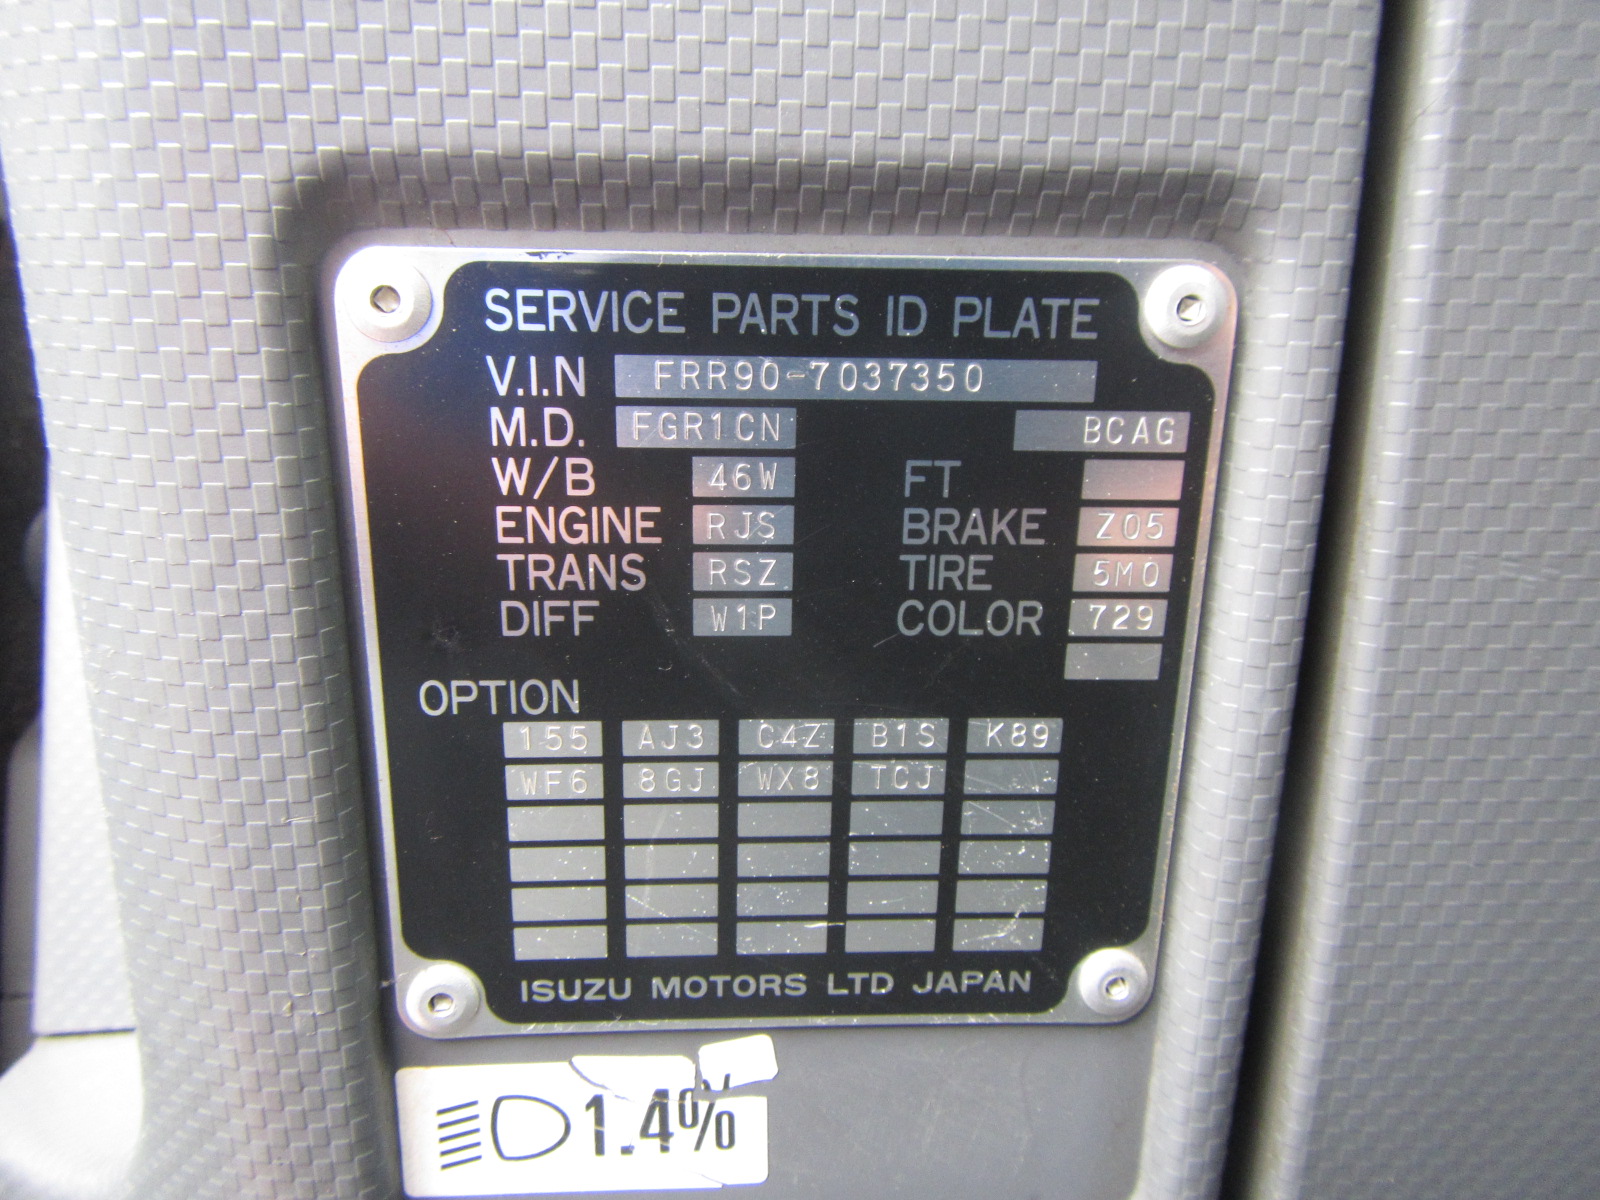 SERVICE PARTS ID PLATE
V.I.N FRR90-7037350
M.D. FGR1CN BCAG
W/B 46W FT
ENGINE RJS BRAKE Z05
TRANS RSZ TIRE 5M0
DIFF W1P COLOR 729
OPTION
155 AJ3 C4Z B1S K89
WF6 8GJ WX8 TCJ
ISUZU MOTORS LTD JAPAN
1.4%